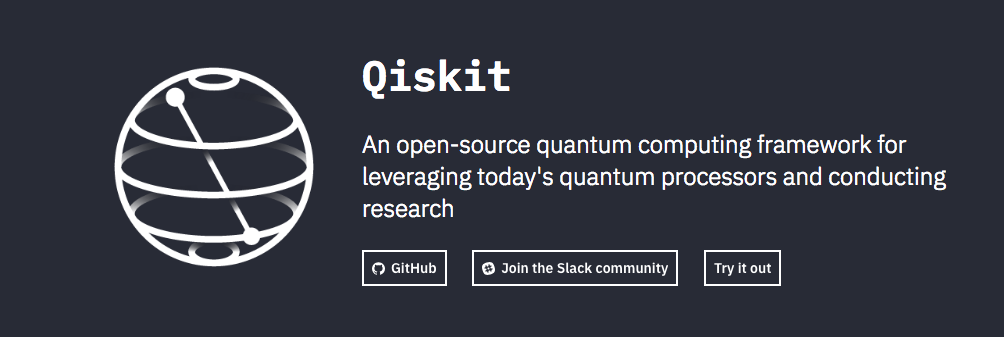 Qiskit
An open-source quantum computing framework for
leveraging today's quantum processors and conducting
research
GitHub
Join the Slack community
Try it out